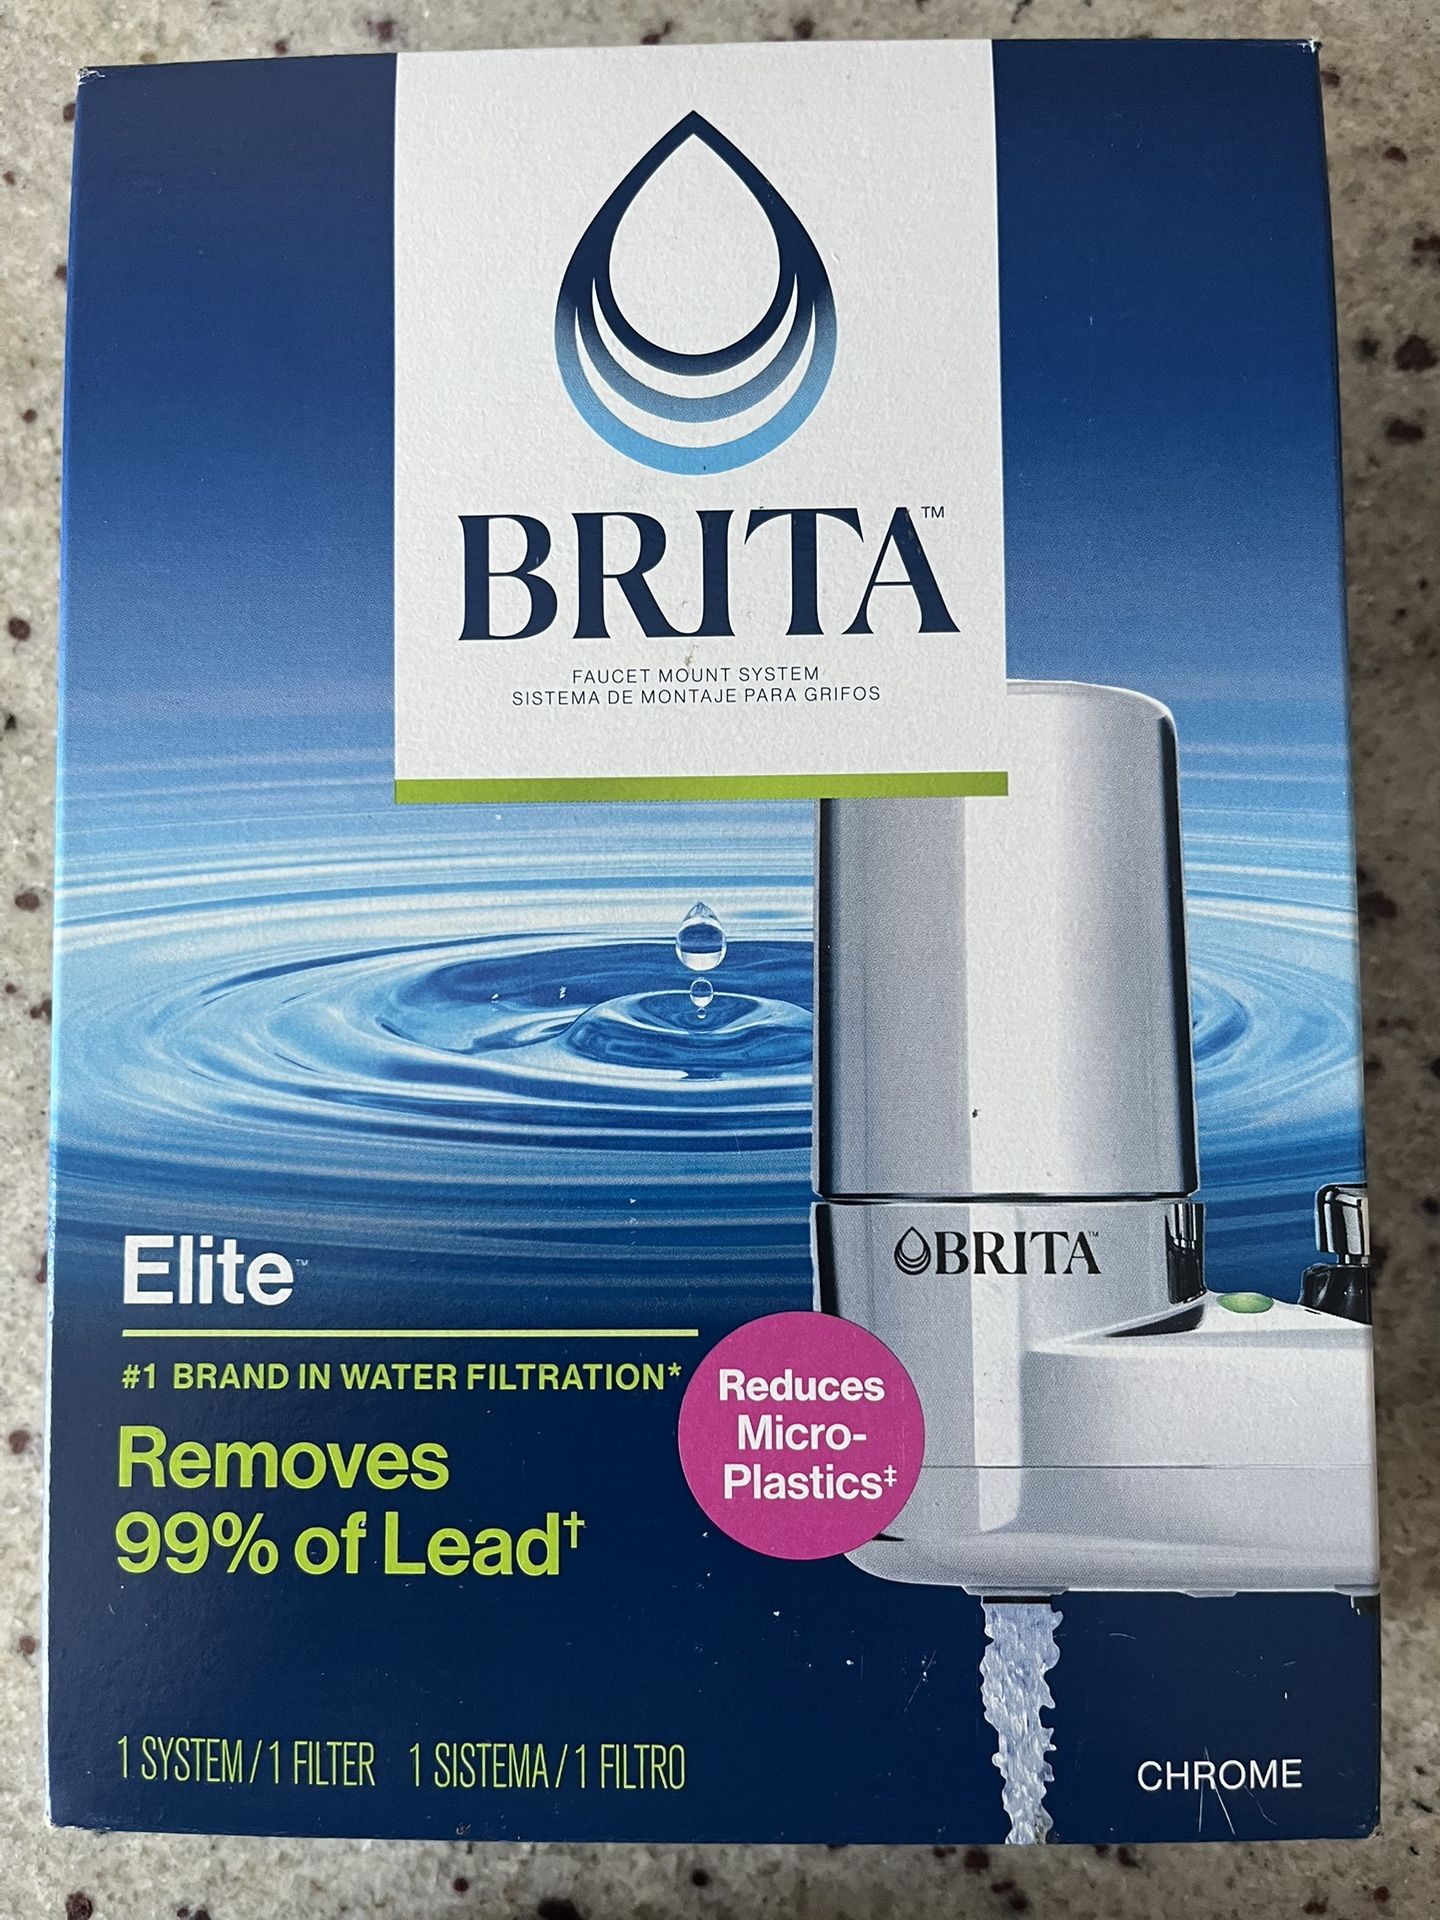 BRITA™
FAUCET MOUNT SYSTEM
SISTEMA DE MONTAJE PARA GRIFOS
BRITA™
Elite™
#1 BRAND IN WATER FILTRATION*
Removes
99% of Lead†
Reduces
Micro-
Plastics‡
1 SYSTEM / 1 FILTER 1 SISTEMA / 1 FILTRO
CHROME